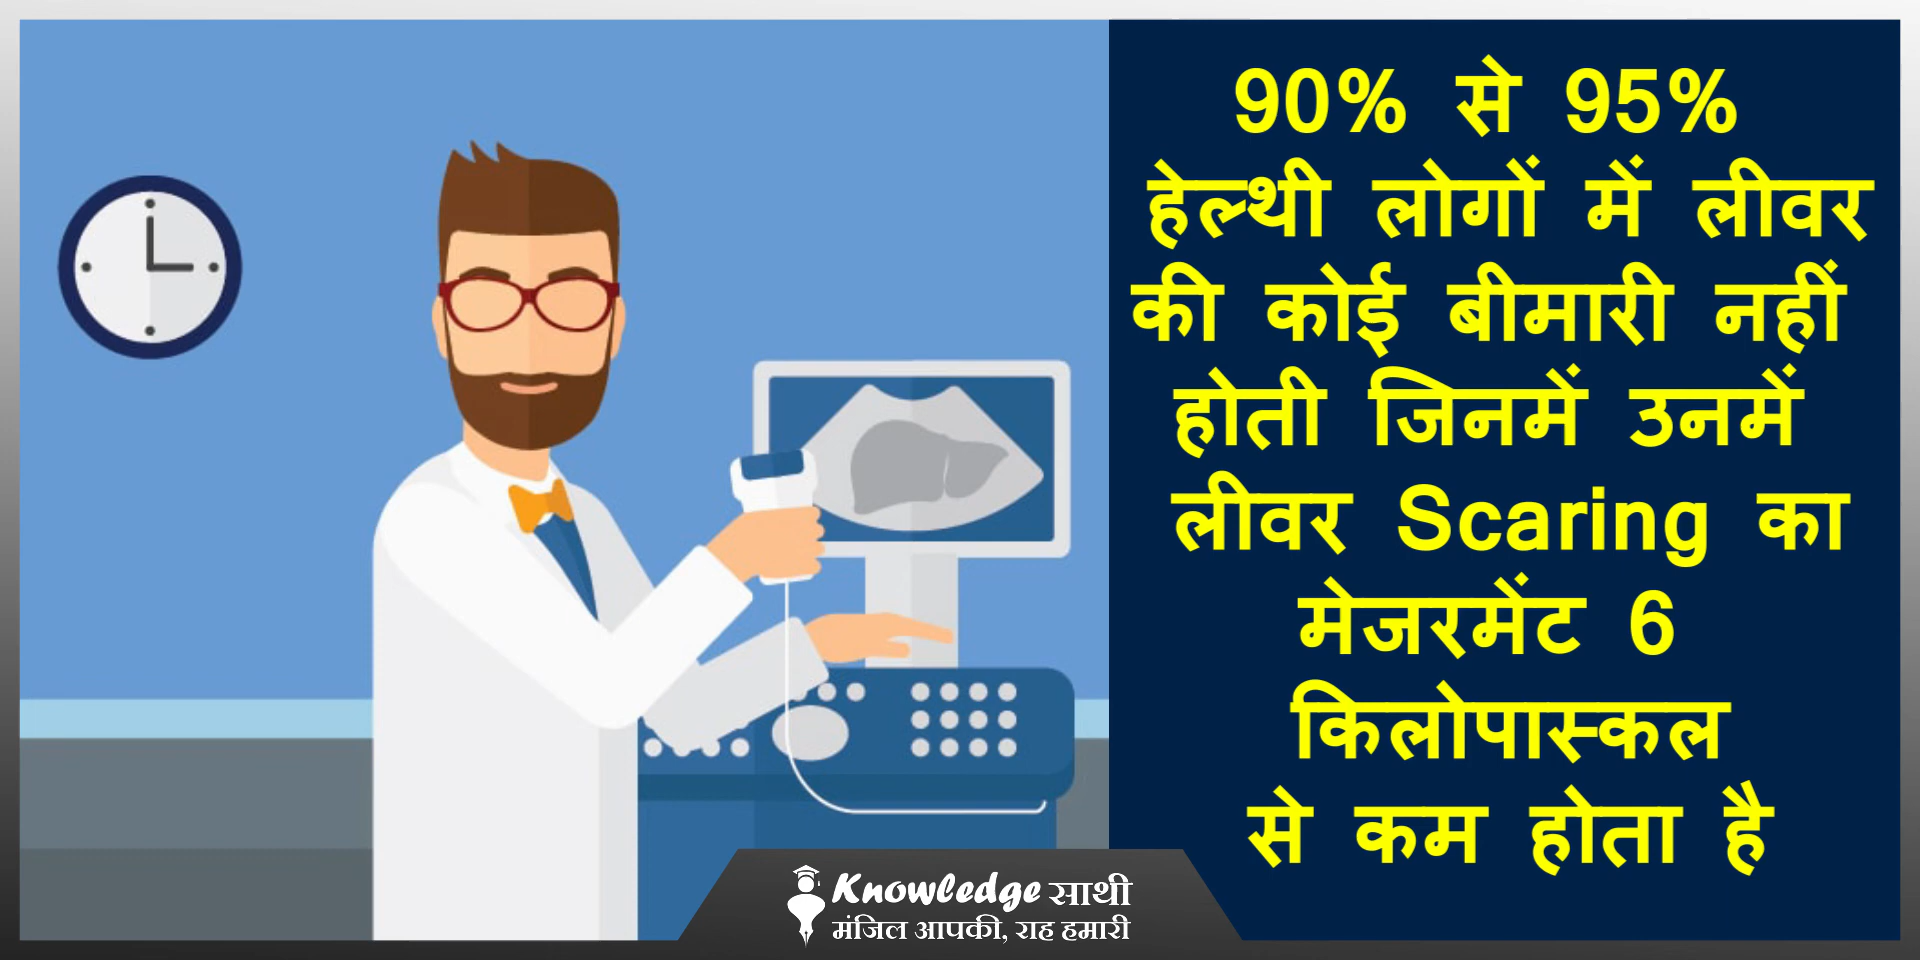 90% से 95%
हेल्थी लोगों में लीवर
की कोई बीमारी नहीं
होती जिनमें उनमें
लीवर Scaring का
मेजरमेंट 6
किलोपास्कल
से कम होता है
Knowledge साथी
मंजिल आपकी, राह हमारी